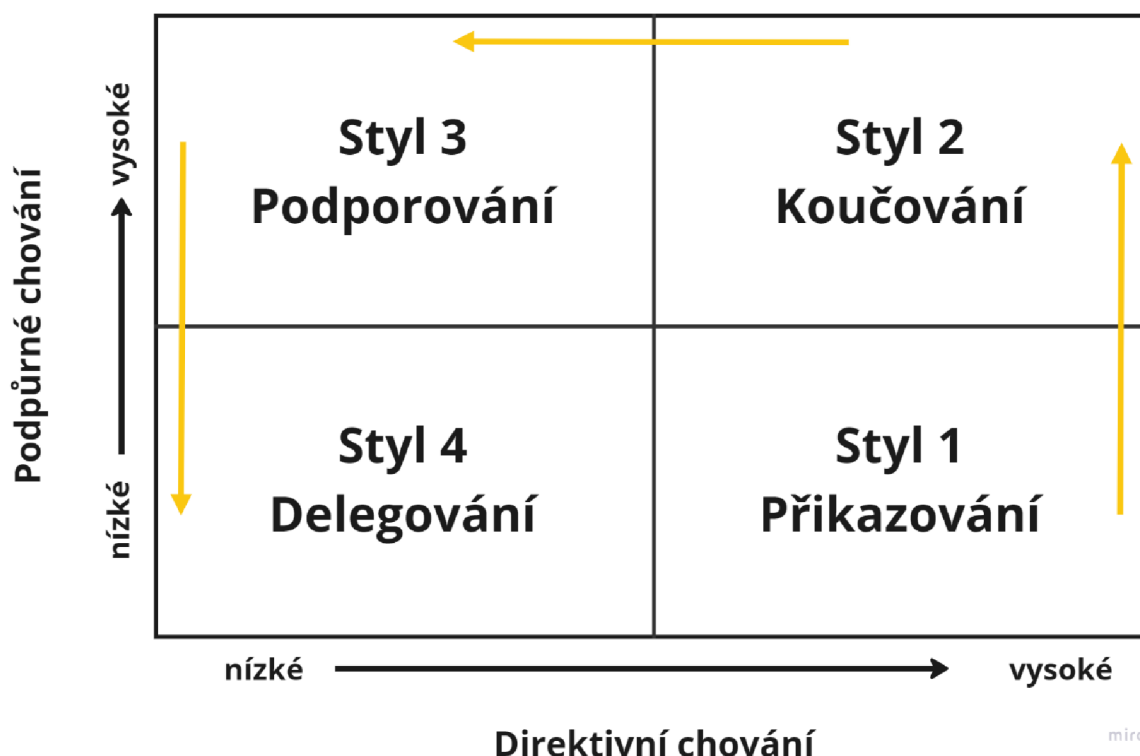 Styl 3
Podporování
Styl 2
Koučování
Styl 4
Delegování
Styl 1
Přikazování
Podpůrné chování
vysoké
nízké
nízké
vysoké
Direktivní chování